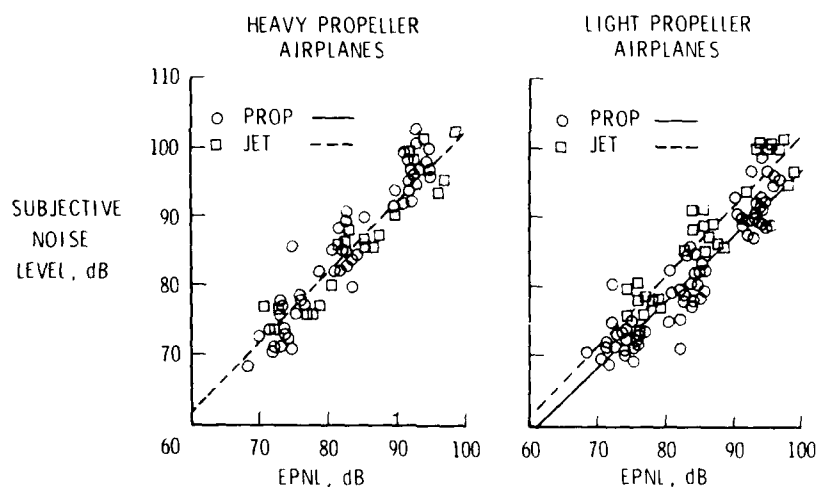 HEAVY PROPELLER
AIRPLANES
LIGHT PROPELLER
AIRPLANES
SUBJECTIVE
NOISE
LEVEL, dB
110
100
90
80
70
60
PROP
JET
70
80
90
100
EPNL, dB
PROP
JET
60
70
80
90
100
EPNL, dB